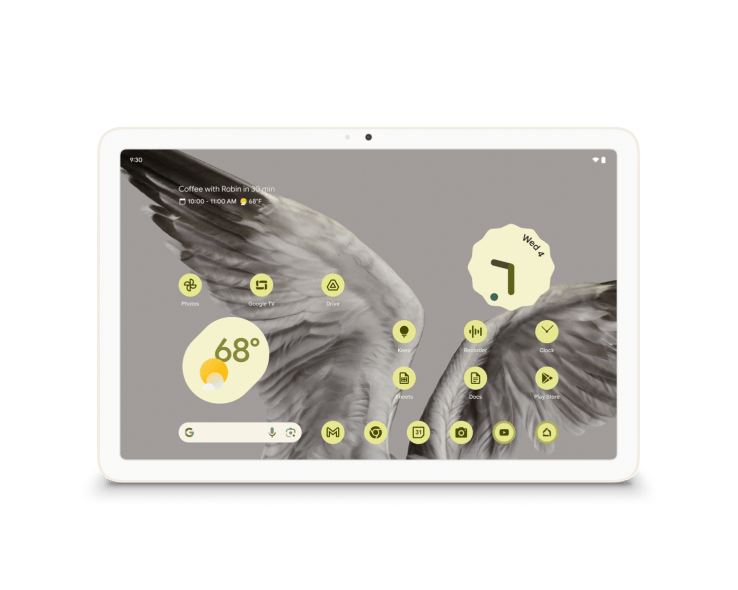 9:30
Coffee with Robin in 30 min
10:00 - 11:00 AM 68°F
Wed 4
Photos
Google TV
Drive
68°
Keep
Recorder
Clock
Sheets
Docs
Play Store
G
31